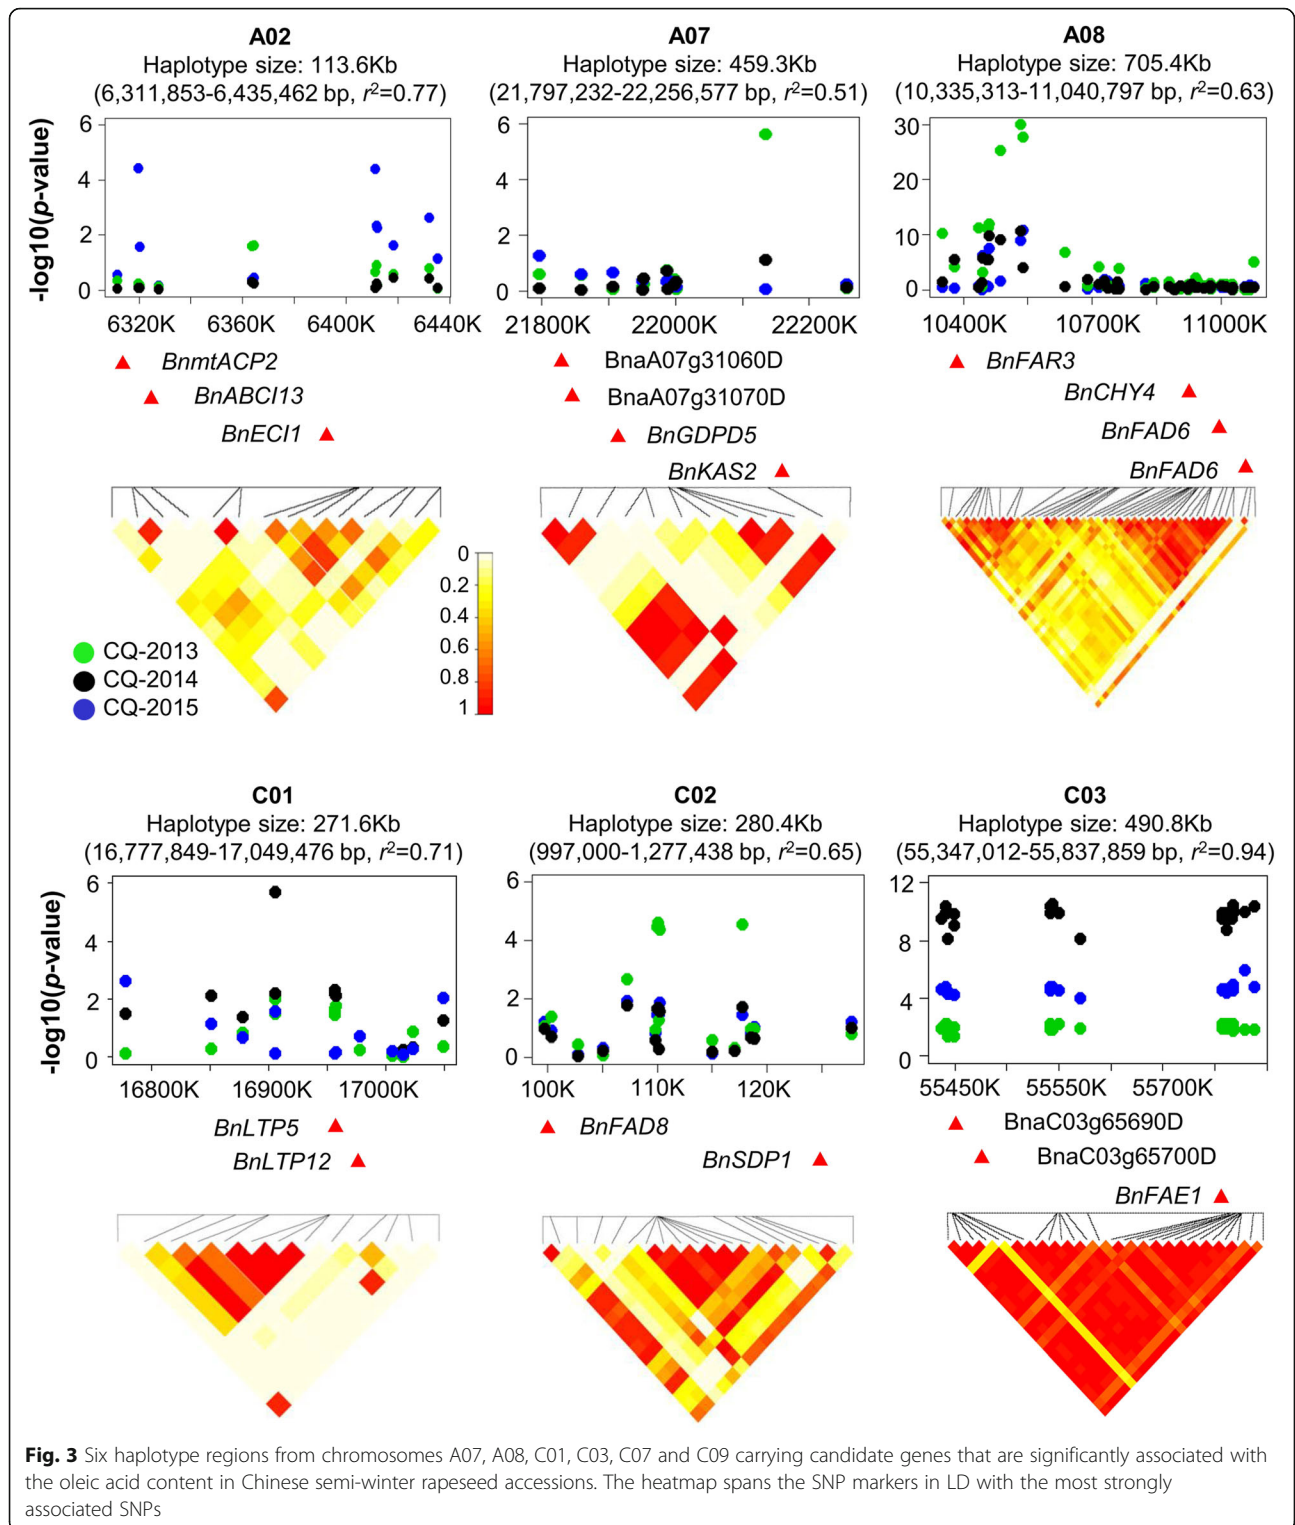 A02
Haplotype size: 113.6Kb
(6,311,853-6,435,462 bp, r²=0.77)
A07
Haplotype size: 459.3Kb
(21,797,232-22,256,577 bp, r²=0.51)
A08
Haplotype size: 705.4Kb
(10,335,313-11,040,797 bp, r²=0.63)
-log10(p-value)
6
4
2
0
6320K 6360K 6400K 6440K
6
4
2
0
21800K 22000K 22200K
30
20
10
0
10400K 10700K 11000K
BnmtACP2
BnABCI13
BnECI1
BnaA07g31060D
BnaA07g31070D
BnGDPD5
BnKAS2
BnFAR3
BnCHY4
BnFAD6
BnFAD6
0
0.2
0.4
0.6
0.8
1
CQ-2013
CQ-2014
CQ-2015
C01
Haplotype size: 271.6Kb
(16,777,849-17,049,476 bp, r²=0.71)
C02
Haplotype size: 280.4Kb
(997,000-1,277,438 bp, r²=0.65)
C03
Haplotype size: 490.8Kb
(55,347,012-55,837,859 bp, r²=0.94)
-log10(p-value)
6
4
2
0
16800K 16900K 17000K
6
4
2
0
100K 110K 120K
12
8
4
0
55450K 55550K 55700K
BnLTP5
BnLTP12
BnFAD8
BnSDP1
BnaC03g65690D
BnaC03g65700D
BnFAE1
Fig. 3 Six haplotype regions from chromosomes A07, A08, C01, C03, C07 and C09 carrying candidate genes that are significantly associated with
the oleic acid content in Chinese semi-winter rapeseed accessions. The heatmap spans the SNP markers in LD with the most strongly
associated SNPs